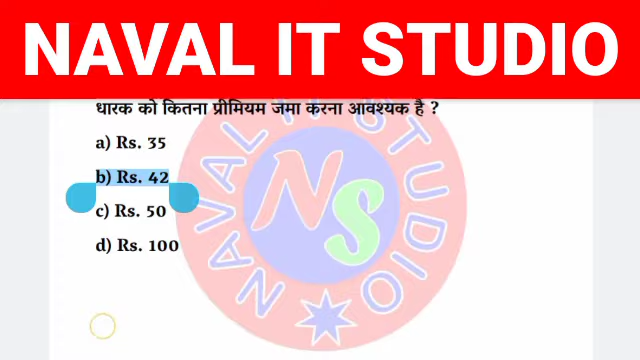 NAVAL IT STUDIO
धारक को कितना प्रीमियम जमा करना आवश्यक है ?
a) Rs. 35
b) Rs. 42
c) Rs. 50
d) Rs. 100
NAVAL IT STUDIO
NS